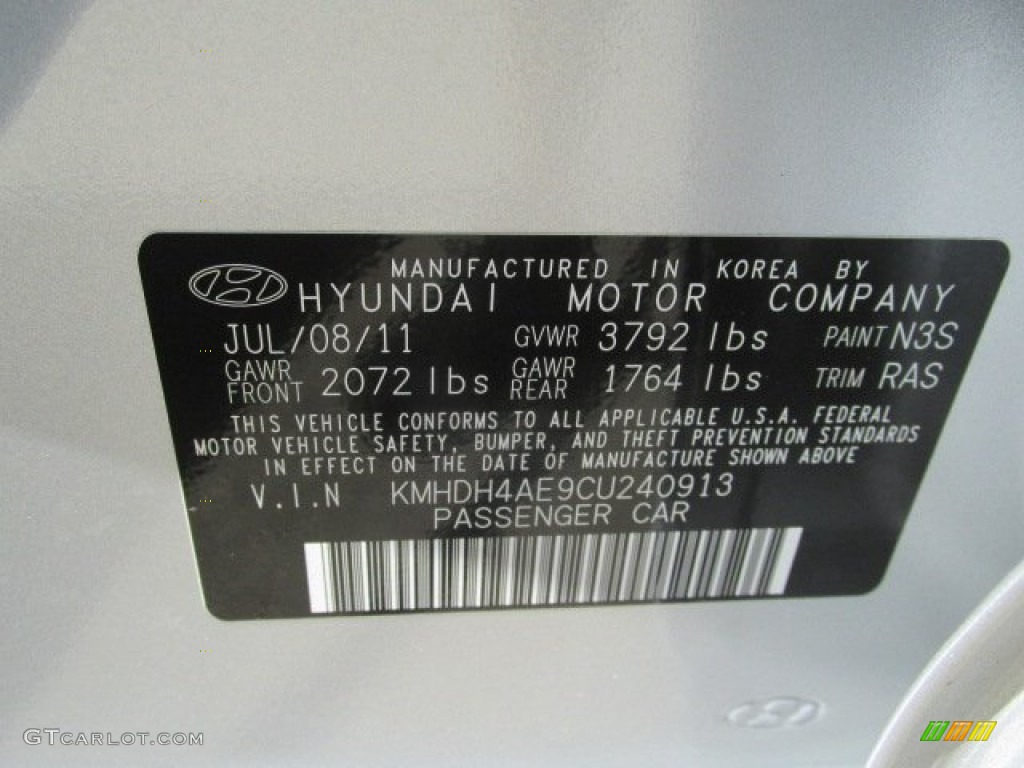 MANUFACTURED IN KOREA BY
HYUNDAI MOTOR COMPANY
JUL/08/11 GVWR 3792 lbs PAINT N3S
GAWR FRONT 2072 lbs GAWR REAR 1764 lbs TRIM RAS
THIS VEHICLE CONFORMS TO ALL APPLICABLE U.S.A. FEDERAL
MOTOR VEHICLE SAFETY, BUMPER, AND THEFT PREVENTION STANDARDS
IN EFFECT ON THE DATE OF MANUFACTURE SHOWN ABOVE
V.I.N KMHDH4AE9CU240913
PASSENGER CAR
GTCARLOT.COM